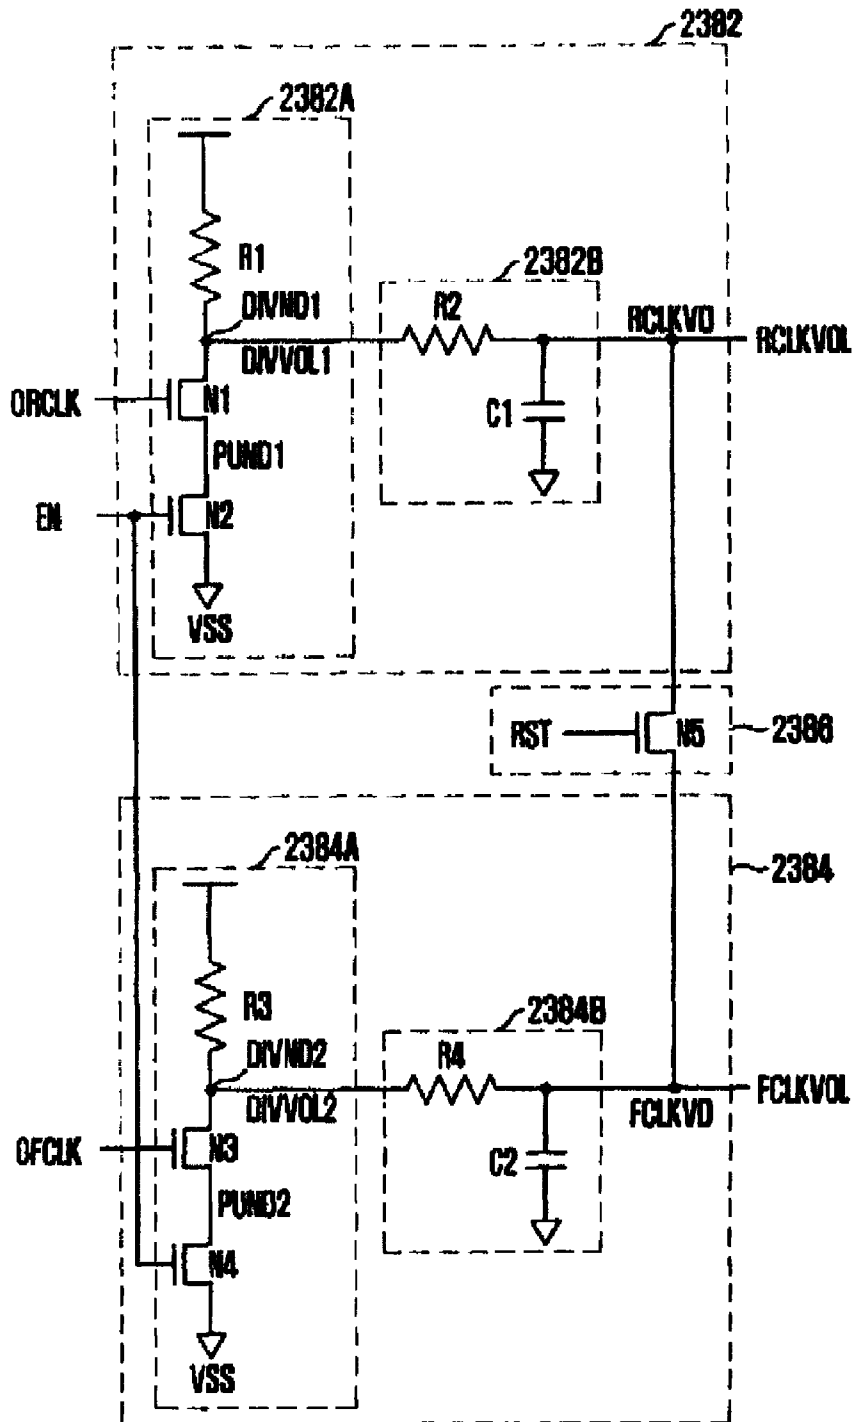 2382
2382A
R1
2382B
DIVND1
R2
RCLKVD
RCLKVOL
DIVVOL1
ORCLK
N1
C1
PUND1
EN
N2
VSS
RST
N5
2386
2384A
2384
R3
2384B
DIVND2
R4
DIVVOL2
FCLKVD
FCLKVOL
OFCLK
N3
C2
PUND2
N4
VSS